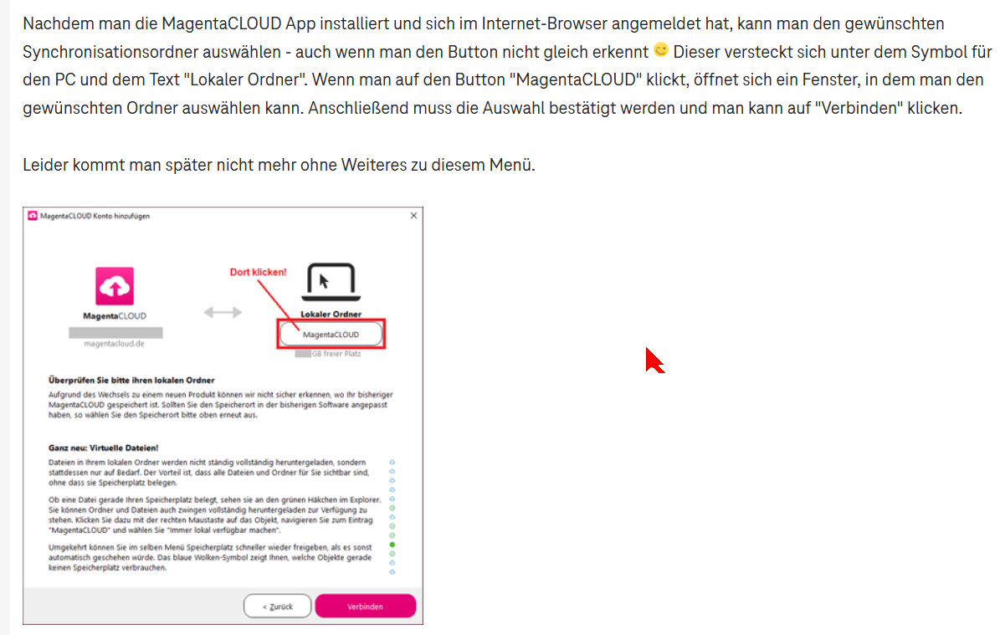 Nachdem man die MagentaCLOUD App installiert und sich im Internet-Browser angemeldet hat, kann man den gewünschten
Synchronisationsordner auswählen - auch wenn man den Button nicht gleich erkennt 😉 Dieser versteckt sich unter dem Symbol für
den PC und dem Text "Lokaler Ordner". Wenn man auf den Button "MagentaCLOUD" klickt, öffnet sich ein Fenster, in dem man den
gewünschten Ordner auswählen kann. Anschließend muss die Auswahl bestätigt werden und man kann auf "Verbinden" klicken.
Leider kommt man später nicht mehr ohne Weiteres zu diesem Menü.
MagentaCLOUD Konto hinzufügen
Dort klicken!
MagentaCLOUD
magentacloud.de
Lokaler Ordner
MagentaCLOUD
GB freier Platz
Überprüfen Sie bitte ihren lokalen Ordner
Aufgrund des Wechsels zu einem neuen Produkt können wir nicht sicher erkennen, wo Ihr bisheriger
MagentaCLOUD gespeichert ist. Sollten Sie den Speicherort in der bisherigen Software angepasst
haben, so wählen Sie den Speicherort bitte oben erneut aus.
Ganz neu: Virtuelle Dateien!
Dateien in Ihrem lokalen Ordner werden nicht ständig vollständig heruntergeladen, sondern
stattdessen nur auf Bedarf. Der Vorteil ist, dass alle Dateien und Ordner für Sie sichtbar sind,
ohne dass sie Speicherplatz belegen.
Ob eine Datei gerade Ihren Speicherplatz belegt, sehen sie an den grünen Häkchen im Explorer.
Sie können Ordner und Dateien auch zwingen vollständig heruntergeladen zur Verfügung zu
stehen. Klicken Sie dazu mit der rechten Maustaste auf das Objekt, navigieren Sie zum Eintrag
"MagentaCLOUD" und wählen Sie "Immer lokal verfügbar machen".
Umgekehrt können Sie im selben Menü Speicherplatz schneller wieder freigeben, als es sonst
automatisch geschehen würde. Das blaue Wolken-Symbol zeigt Ihnen, welche Objekte gerade
keinen Speicherplatz verbrauchen.
< Zurück
Verbinden